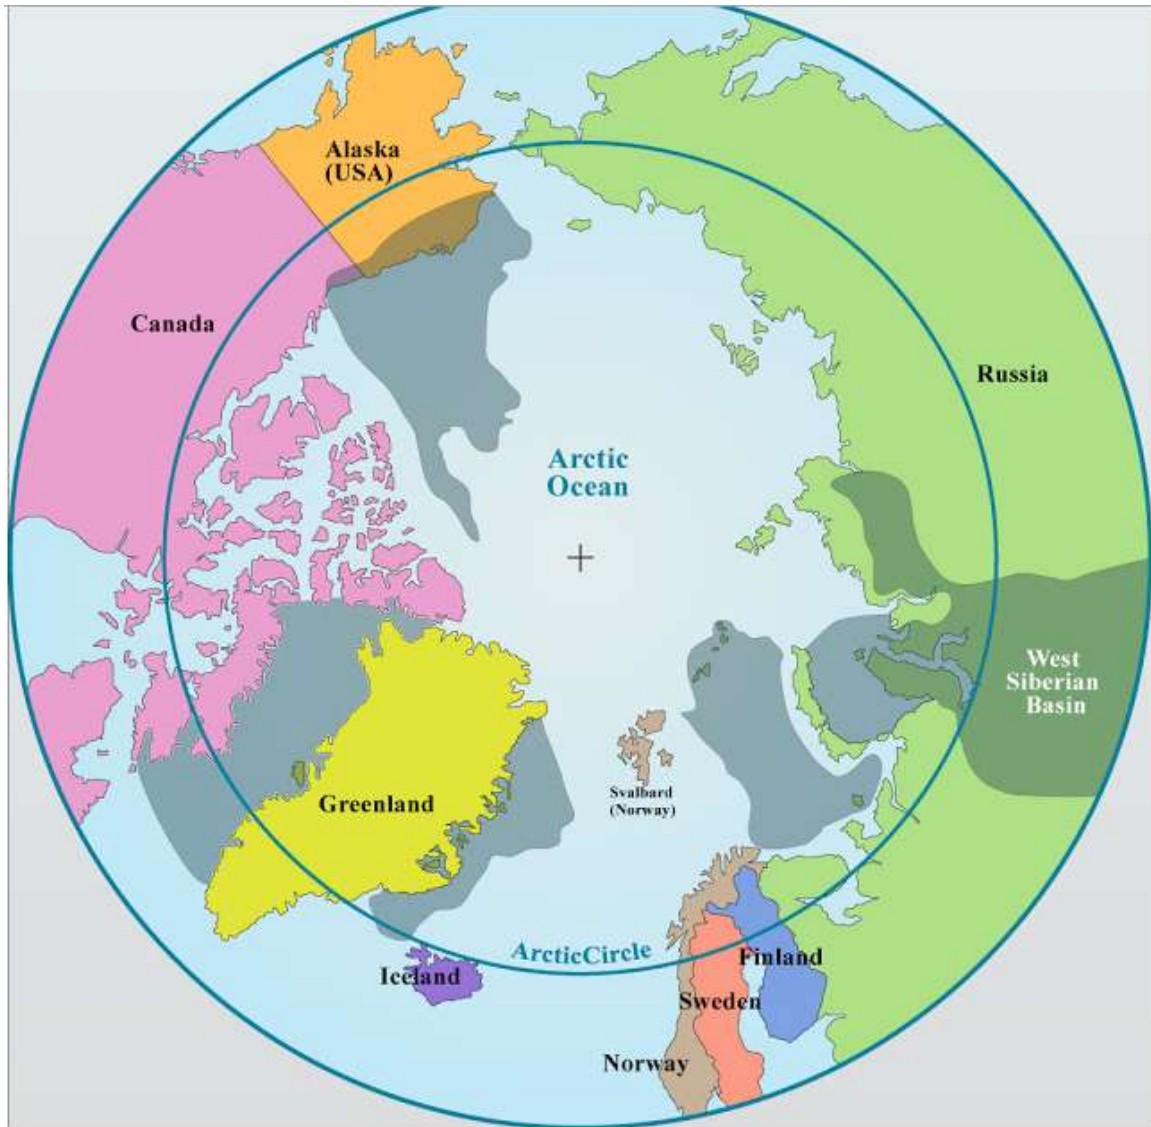 Alaska
(USA)
Canada
Russia
Arctic
Ocean
West
Siberian
Basin
Svalbard
(Norway)
Greenland
ArcticCircle
Finland
Iceland
Sweden
Norway